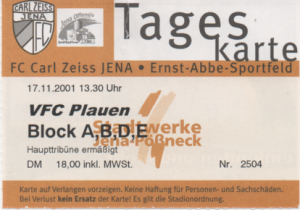 CARL ZEISS
JENA
FC
Tages
karte
FC Carl Zeiss JENA • Ernst-Abbe-Sportfeld
17.11.2001 13.30 Uhr
VFC Plauen
Block A,B,D,E
Stadtwerke
Jena-Pößneck
Haupttribüne ermäßigt
DM 18,00 inkl. MWSt.
Nr. 2504
Karte auf Verlangen vorzeigen. Keine Haftung für Personen- und Sachschäden.
Bei Verlust kein Ersatz der Karte! Es gilt die Stadionordnung.